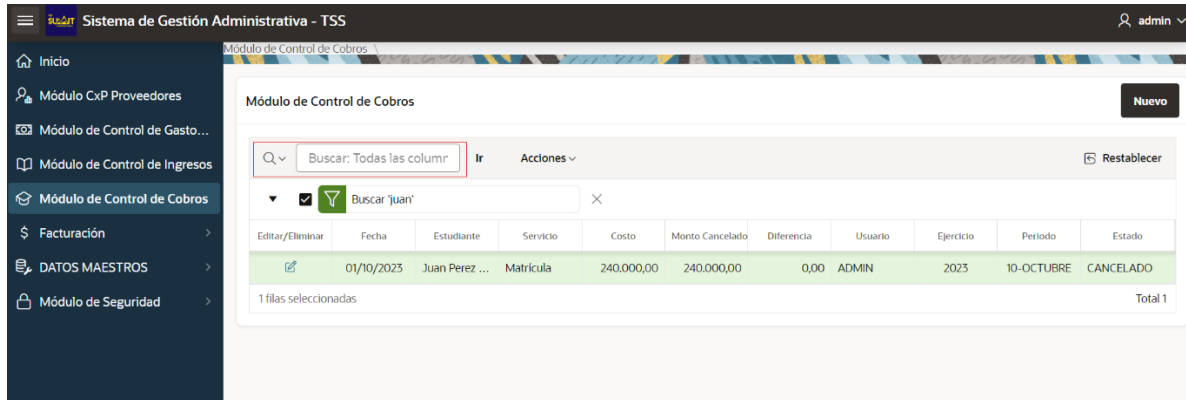 SUMMIT Sistema de Gestión Administrativa - TSS admin
Módulo de Control de Cobros \
Inicio
Módulo CxP Proveedores
Módulo de Control de Gasto...
Módulo de Control de Ingresos
Módulo de Control de Cobros
$ Facturación
DATOS MAESTROS
Módulo de Seguridad
Módulo de Control de Cobros Nuevo
Buscar: Todas las column Ir Acciones Restablecer
Buscar 'juan'
Editar/Eliminar Fecha Estudiante Servicio Costo Monto Cancelado Diferencia Usuario Ejercicio Periodo Estado
01/10/2023 Juan Perez ... Matrícula 240.000,00 240.000,00 0,00 ADMIN 2023 10-OCTUBRE CANCELADO
1 filas seleccionadas Total 1